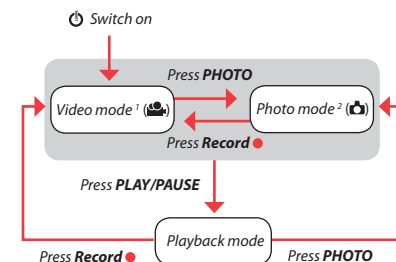 Switch on
Press PHOTO
Video mode 1 ( )
Photo mode 2 ( )
Press Record
Press PLAY/PAUSE
Playback mode
Press Record
Press PHOTO